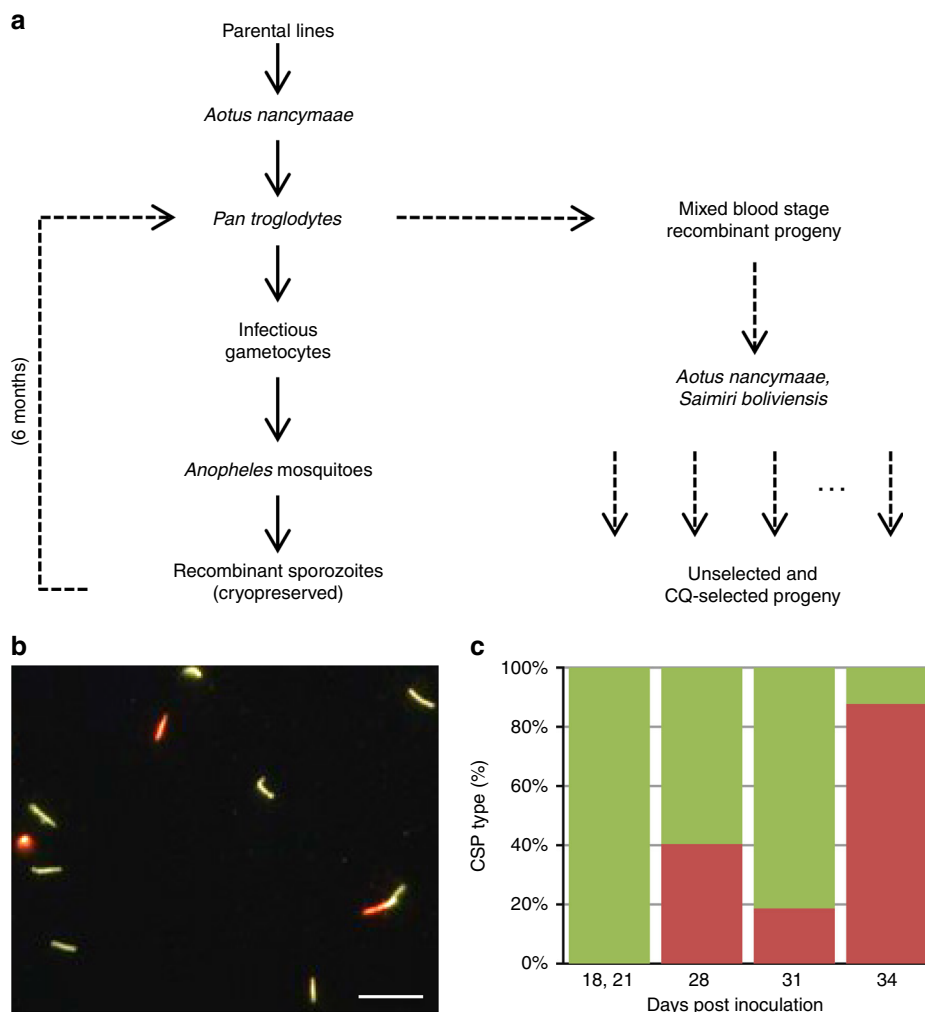 a
Parental lines
Aotus nancymaae
Pan troglodytes
Mixed blood stage
recombinant progeny
Infectious
gametocytes
(6 months)
Aotus nancymaae,
Saimiri boliviensis
Anopheles mosquitoes
...
Recombinant sporozoites
(cryopreserved)
Unselected and
CQ-selected progeny
b
c
100%
80%
60%
40%
20%
0%
CSP type (%)
18, 21 28 31 34
Days post inoculation